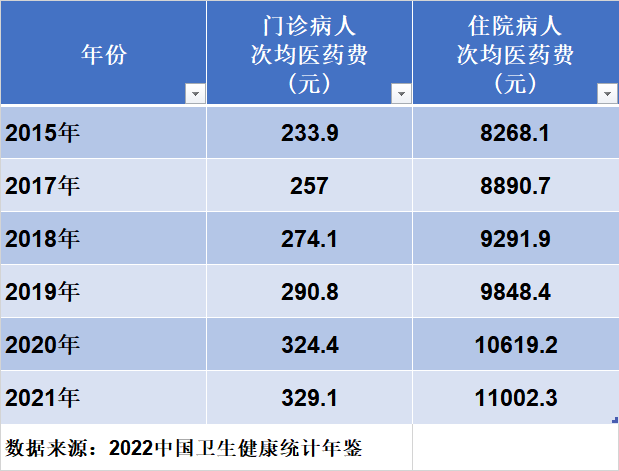 年份 门诊病人 次均医药费 (元) 住院病人 次均医药费 (元)
2015年 233.9 8268.1
2017年 257 8890.7
2018年 274.1 9291.9
2019年 290.8 9848.4
2020年 324.4 10619.2
2021年 329.1 11002.3
数据来源：2022中国卫生健康统计年鉴